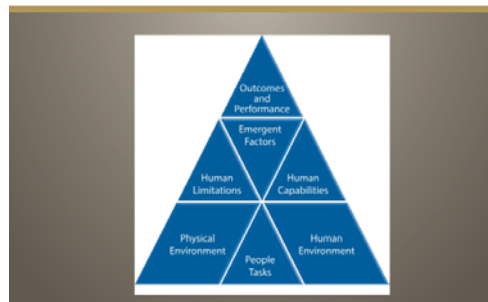 Outcomes
and
Performance
Emergent
Factors
Human
Limitations
Human
Capabilities
Physical
Environment
People
Tasks
Human
Environment